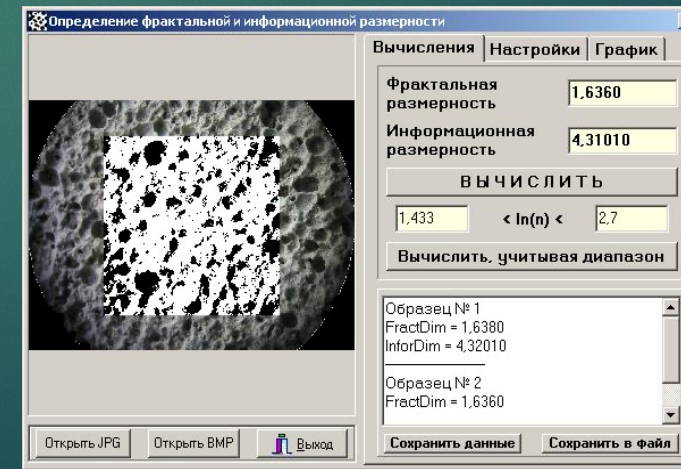 Определение фрактальной и информационной размерности
Вычисления Настройки График
Фрактальная
размерность
1,6360
Информационная
размерность
4,31010
ВЫЧИСЛИТЬ
1,433 < ln(n) < 2,7
Вычислить, учитывая диапазон
Образец № 1
FractDim = 1,6380
InforDim = 4,32010
Образец № 2
FractDim = 1,6360
Открыть JPG Открыть BMP Выход
Сохранить данные Сохранить в файл